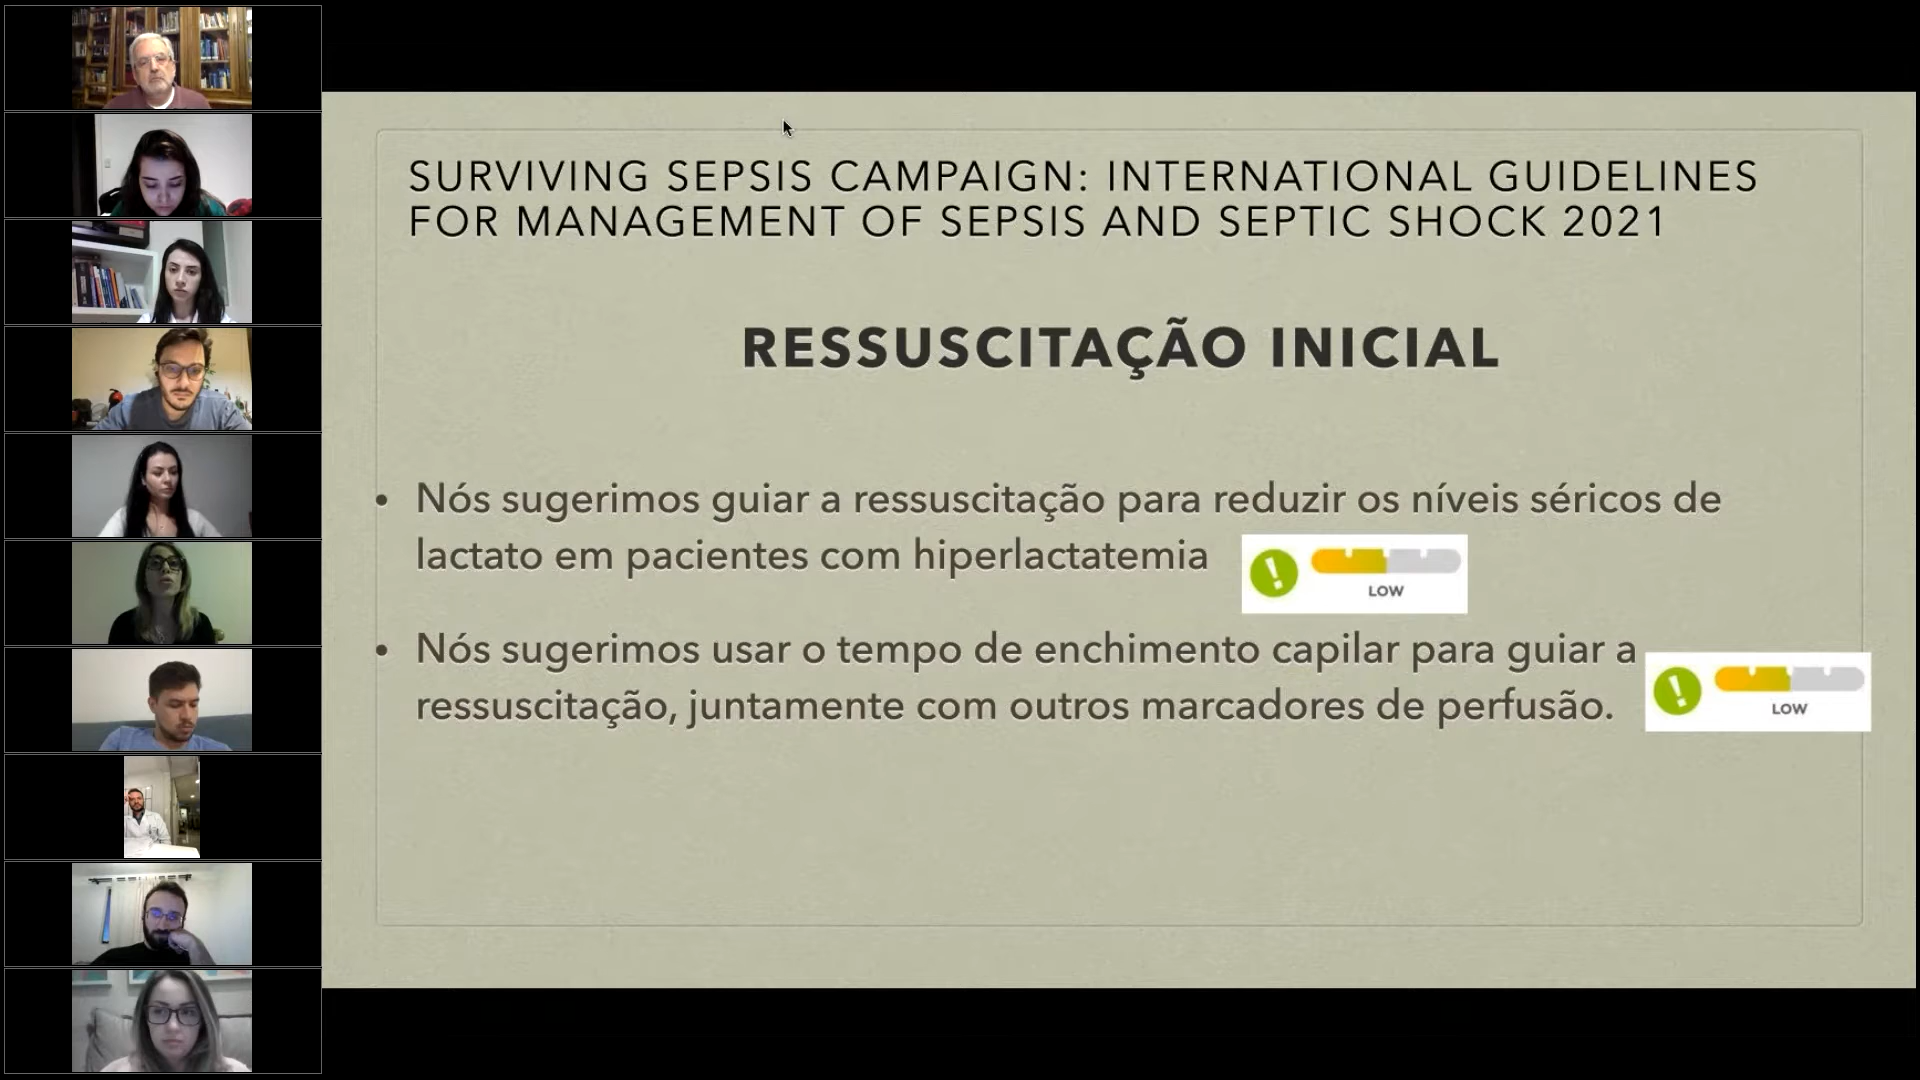 SURVIVING SEPSIS CAMPAIGN: INTERNATIONAL GUIDELINES
FOR MANAGEMENT OF SEPSIS AND SEPTIC SHOCK 2021
RESSUSCITAÇÃO INICIAL
• Nós sugerimos guiar a ressuscitação para reduzir os níveis séricos de
lactato em pacientes com hiperlactatemia
! LOW
• Nós sugerimos usar o tempo de enchimento capilar para guiar a
ressuscitação, juntamente com outros marcadores de perfusão.
! LOW